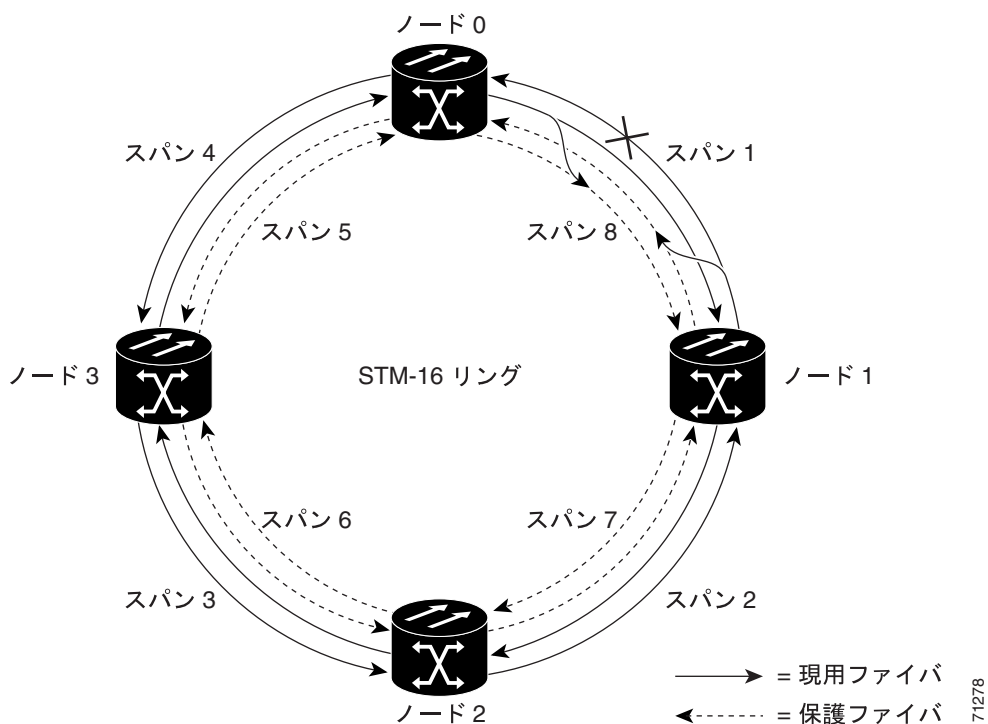 ノード 0
スパン 4
スパン 1
スパン 5
スパン 8
ノード 3
STM-16 リング
ノード 1
スパン 6
スパン 7
スパン 3
スパン 2
ノード 2
= 現用ファイバ
= 保護ファイバ
71278